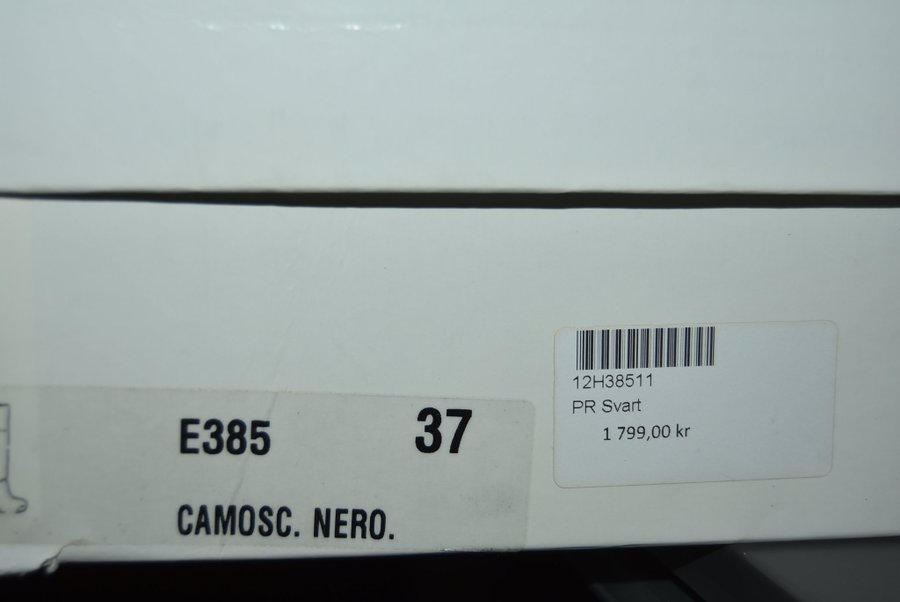 E385 37
CAMOSC. NERO.
12H38511
PR Svart
1 799,00 kr